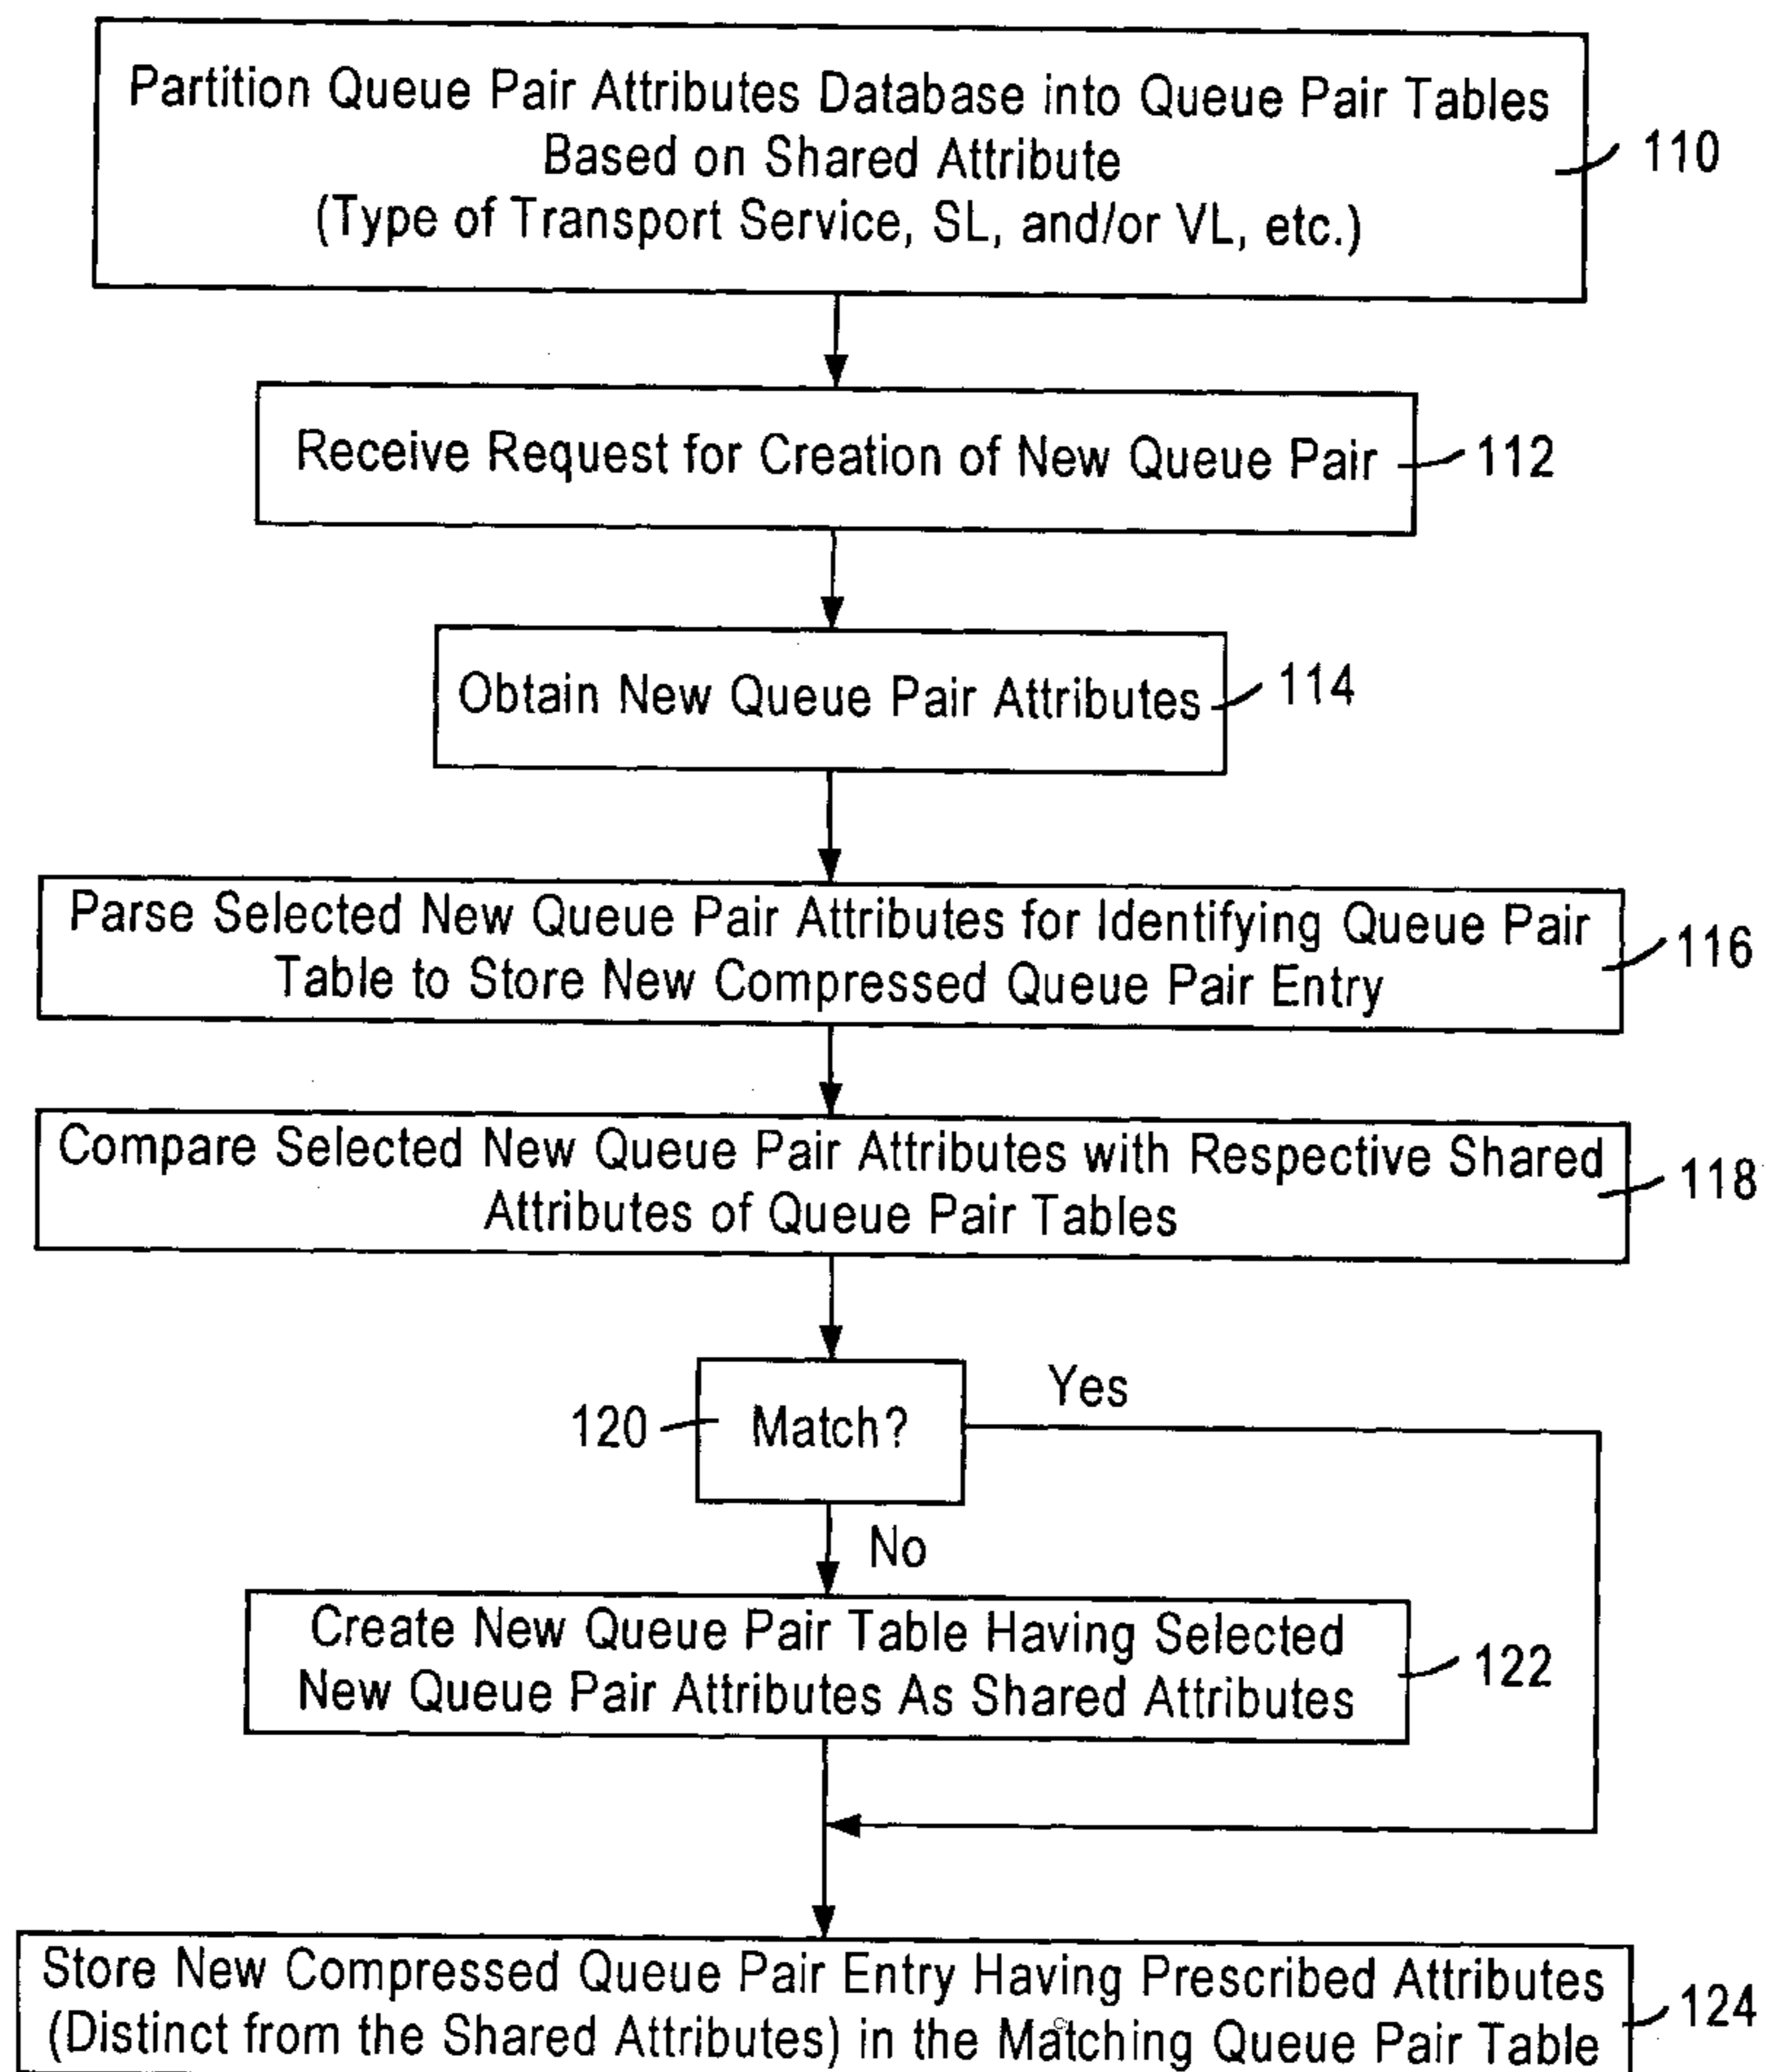 Partition Queue Pair Attributes Database into Queue Pair Tables
Based on Shared Attribute
(Type of Transport Service, SL, and/or VL, etc.)
110
Receive Request for Creation of New Queue Pair
112
Obtain New Queue Pair Attributes
114
Parse Selected New Queue Pair Attributes for Identifying Queue Pair
Table to Store New Compressed Queue Pair Entry
116
Compare Selected New Queue Pair Attributes with Respective Shared
Attributes of Queue Pair Tables
118
120
Match?
Yes
No
Create New Queue Pair Table Having Selected
New Queue Pair Attributes As Shared Attributes
122
Store New Compressed Queue Pair Entry Having Prescribed Attributes
(Distinct from the Shared Attributes) in the Matching Queue Pair Table
124